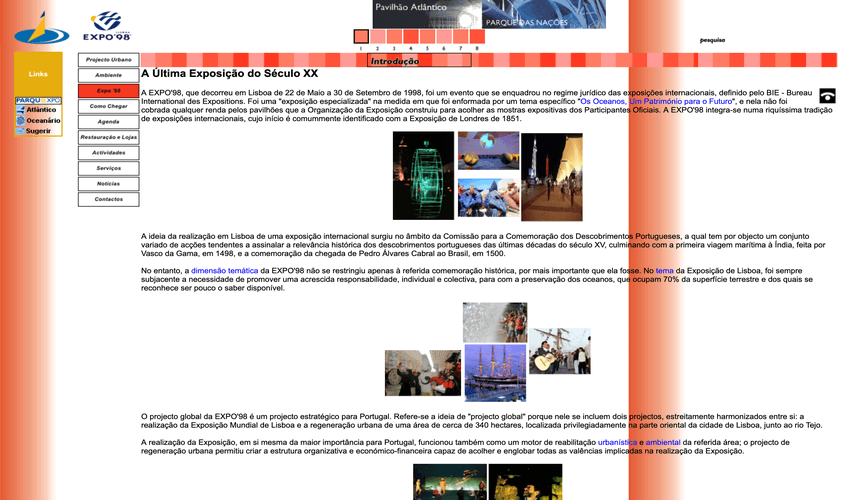 Pavilhão Atlântico
PARQUE DAS NAÇÕES
LISBOA
EXPO'98
1 2 3 4 5 6 7 8
pesquisa
Links
PARQU EXPO
Atlântico
Oceanário
Sugerir
Projecto Urbano
Ambiente
Expo '98
Como Chegar
Agenda
Restauração e Lojas
Actividades
Serviços
Notícias
Contactos
Introdução
A Última Exposição do Século XX
A EXPO'98, que decorreu em Lisboa de 22 de Maio a 30 de Setembro de 1998, foi um evento que se enquadrou no regime jurídico das exposições internacionais, definido pelo BIE - Bureau
International des Expositions. Foi uma "exposição especializada" na medida em que foi enformada por um tema específico "Os Oceanos, Um Património para o Futuro", e nela não foi
cobrada qualquer renda pelos pavilhões que a Organização da Exposição construiu para acolher as mostras expositivas dos Participantes Oficiais. A EXPO'98 integra-se numa riquíssima tradição
de exposições internacionais, cujo início é comummente identificado com a Exposição de Londres de 1851.
A ideia da realização em Lisboa de uma exposição internacional surgiu no âmbito da Comissão para a Comemoração dos Descobrimentos Portugueses, a qual tem por objecto um conjunto
variado de acções tendentes a assinalar a relevância histórica dos descobrimentos portugueses das últimas décadas do século XV, culminando com a primeira viagem marítima à Índia, feita por
Vasco da Gama, em 1498, e a comemoração da chegada de Pedro Álvares Cabral ao Brasil, em 1500.
No entanto, a dimensão temática da EXPO'98 não se restringiu apenas à referida comemoração histórica, por mais importante que ela fosse. No tema da Exposição de Lisboa, foi sempre
subjacente a necessidade de promover uma acrescida responsabilidade, individual e colectiva, para com a preservação dos oceanos, que ocupam 70% da superfície terrestre e dos quais se
reconhece ser pouco o saber disponível.
O projecto global da EXPO'98 é um projecto estratégico para Portugal. Refere-se a ideia de "projecto global" porque nele se incluem dois projectos, estreitamente harmonizados entre si: a
realização da Exposição Mundial de Lisboa e a regeneração urbana de uma área de cerca de 340 hectares, localizada privilegiadamente na parte oriental da cidade de Lisboa, junto ao rio Tejo.
A realização da Exposição, em si mesma da maior importância para Portugal, funcionou também como um motor de reabilitação urbanística e ambiental da referida área; o projecto de
regeneração urbana permitiu criar a estrutura organizativa e económico-financeira capaz de acolher e englobar todas as valências implicadas na realização da Exposição.